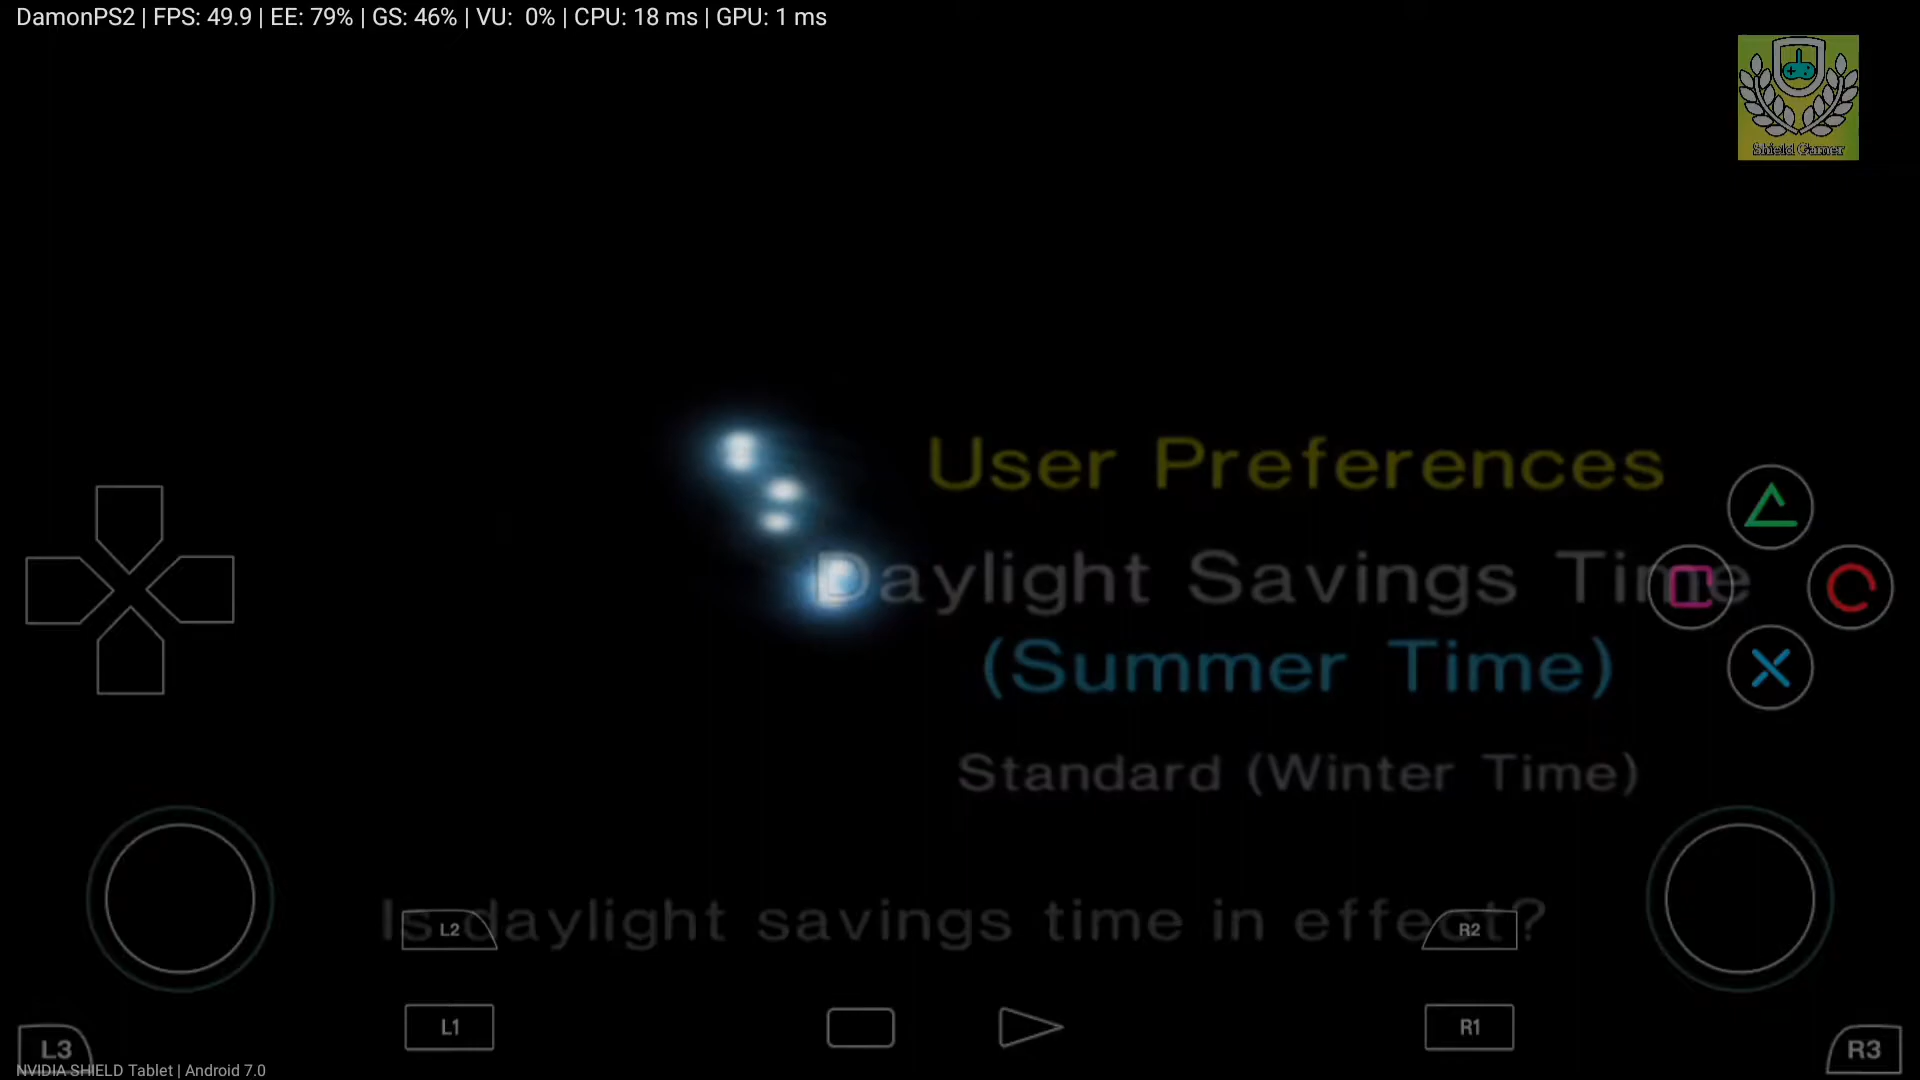 DamonPS2 | FPS: 49.9 | EE: 79% | GS: 46% | VU: 0% | CPU: 18 ms | GPU: 1 ms
Shield Gamer
User Preferences
Daylight Savings Time
(Summer Time)
Standard (Winter Time)
Is daylight savings time in effect?
L2
R2
L1
R1
L3
R3
NVIDIA SHIELD Tablet | Android 7.0